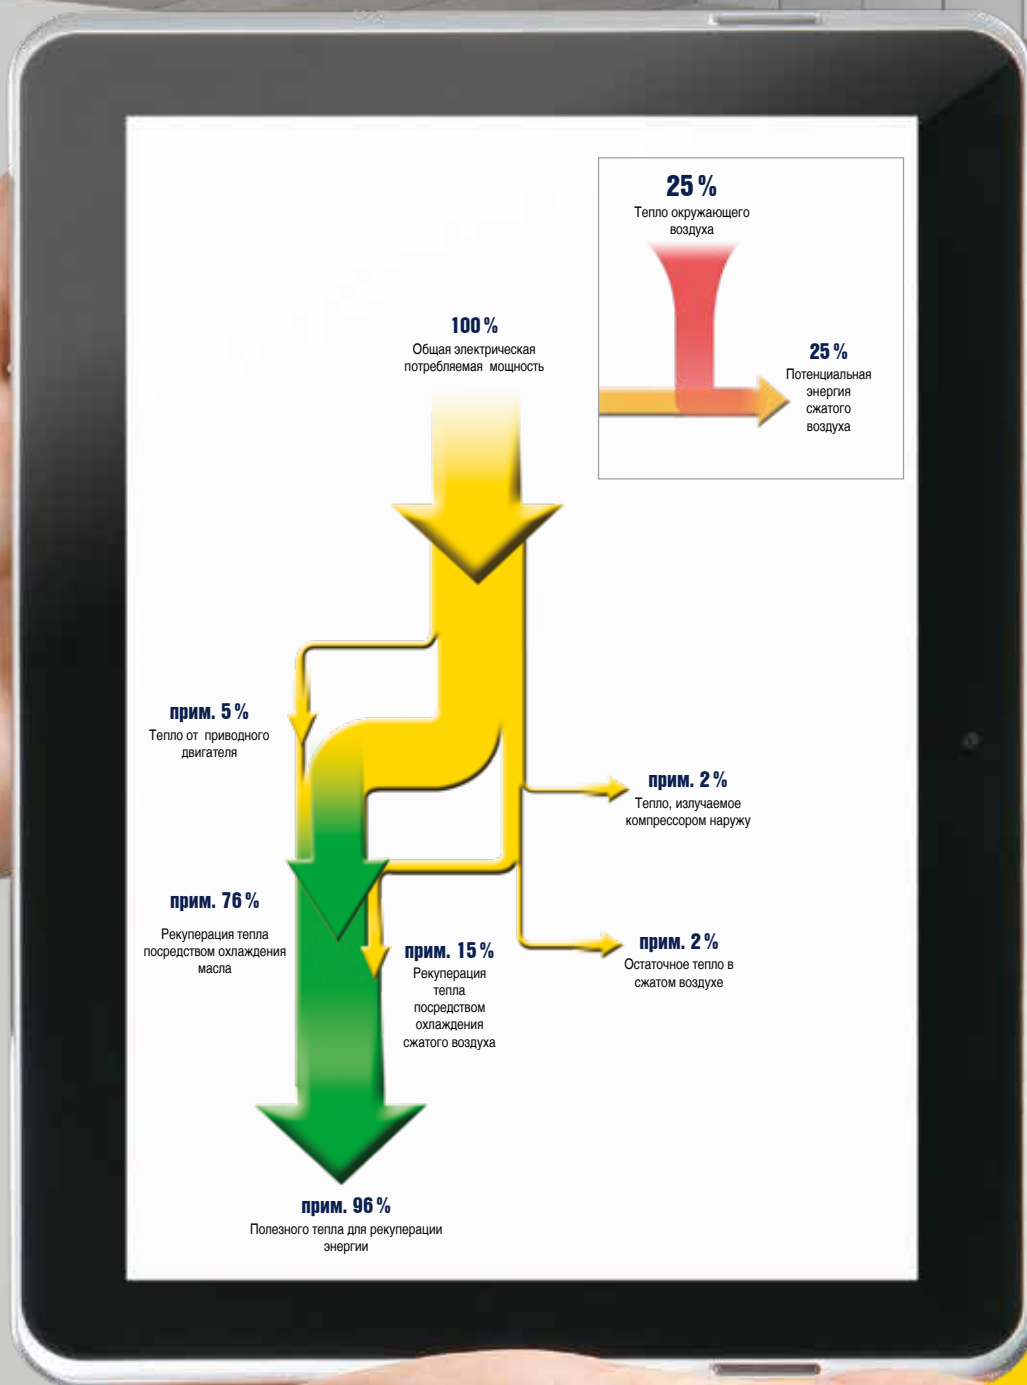 25 %
Тепло окружающего
воздуха
100 %
Общая электрическая
потребляемая мощность
25 %
Потенциальная
энергия
сжатого
воздуха
прим. 5 %
Тепло от приводного
двигателя
прим. 2 %
Тепло, излучаемое
компрессором наружу
прим. 76 %
Рекуперация тепла
посредством охлаждения
масла
прим. 15 %
Рекуперация
тепла
посредством
охлаждения
сжатого воздуха
прим. 2 %
Остаточное тепло в
сжатом воздухе
прим. 96 %
Полезного тепла для рекуперации
энергии